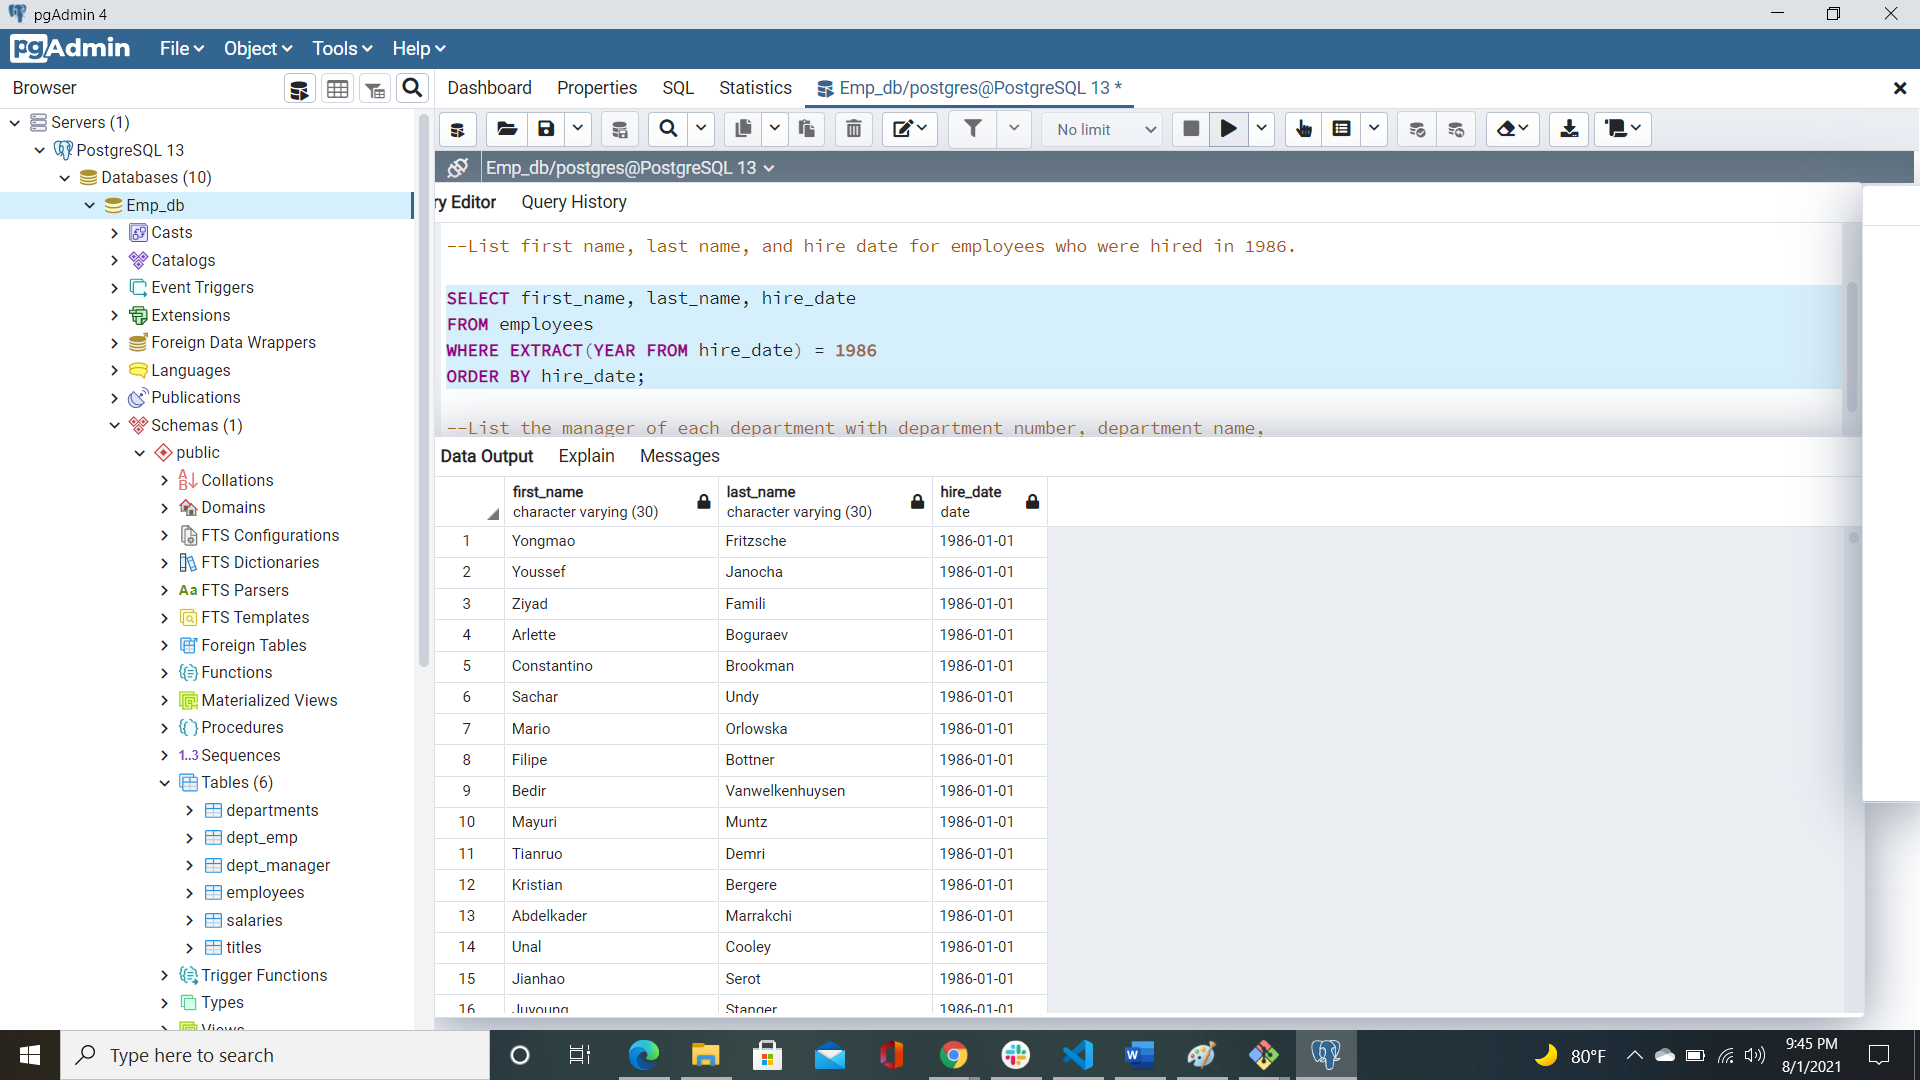 pgAdmin 4
pgAdmin File Object Tools Help
Browser
Dashboard Properties SQL Statistics Emp_db/postgres@PostgreSQL 13 *
No limit
Emp_db/postgres@PostgreSQL 13
Servers (1)
PostgreSQL 13
Databases (10)
Emp_db
Casts
Catalogs
Event Triggers
Extensions
Foreign Data Wrappers
Languages
Publications
Schemas (1)
public
Collations
Domains
FTS Configurations
FTS Dictionaries
Aa FTS Parsers
FTS Templates
Foreign Tables
Functions
Materialized Views
Procedures
1..3 Sequences
Tables (6)
departments
dept_emp
dept_manager
employees
salaries
titles
Trigger Functions
Types
Views
ry Editor Query History
--List first name, last name, and hire date for employees who were hired in 1986.
SELECT first_name, last_name, hire_date
FROM employees
WHERE EXTRACT(YEAR FROM hire_date) = 1986
ORDER BY hire_date;
--List the manager of each department with department number, department name,
Data Output Explain Messages
first_name last_name hire_date
character varying (30) character varying (30) date
1 Yongmao Fritzsche 1986-01-01
2 Youssef Janocha 1986-01-01
3 Ziyad Famili 1986-01-01
4 Arlette Boguraev 1986-01-01
5 Constantino Brookman 1986-01-01
6 Sachar Undy 1986-01-01
7 Mario Orlowska 1986-01-01
8 Filipe Bottner 1986-01-01
9 Bedir Vanwelkenhuysen 1986-01-01
10 Mayuri Muntz 1986-01-01
11 Tianruo Demri 1986-01-01
12 Kristian Bergere 1986-01-01
13 Abdelkader Marrakchi 1986-01-01
14 Unal Cooley 1986-01-01
15 Jianhao Serot 1986-01-01
16 Juyoung Stanger 1986-01-01
Type here to search
80°F
9:45 PM
8/1/2021